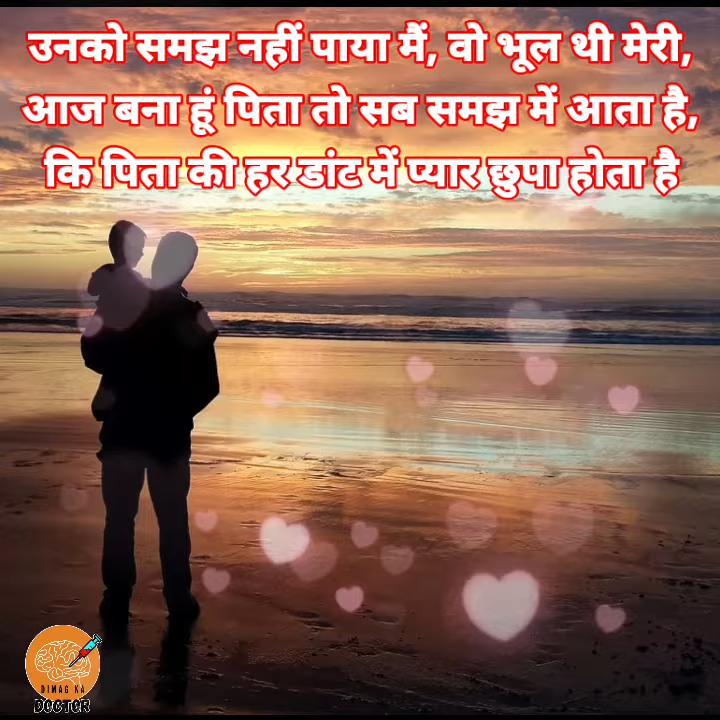 उनको समझ नहीं पाया मैं, वो भूल थी मेरी,
आज बना हूं पिता तो सब समझ में आता है,
कि पिता की हर डांट में प्यार छुपा होता है
DIMAG KA
DOCTOR